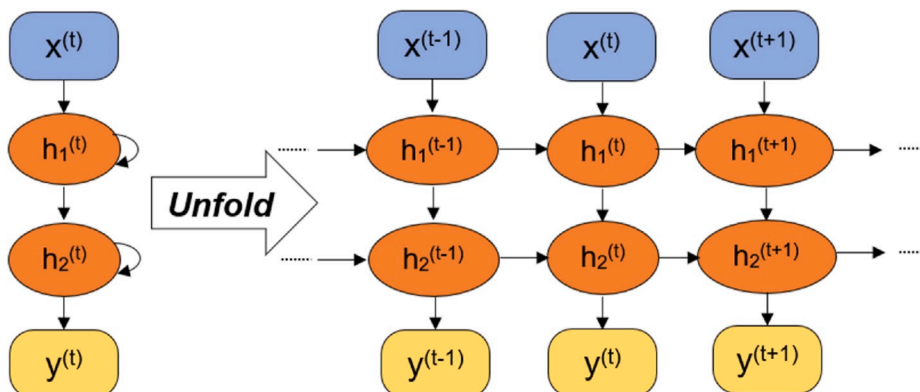 x^(t) x^(t-1) x^(t) x^(t+1)
h₁^(t) ...... h₁^(t-1) h₁^(t) h₁^(t+1) .....
Unfold
h₂^(t) ...... h₂^(t-1) h₂^(t) h₂^(t+1) .....
y^(t) y^(t-1) y^(t) y^(t+1)